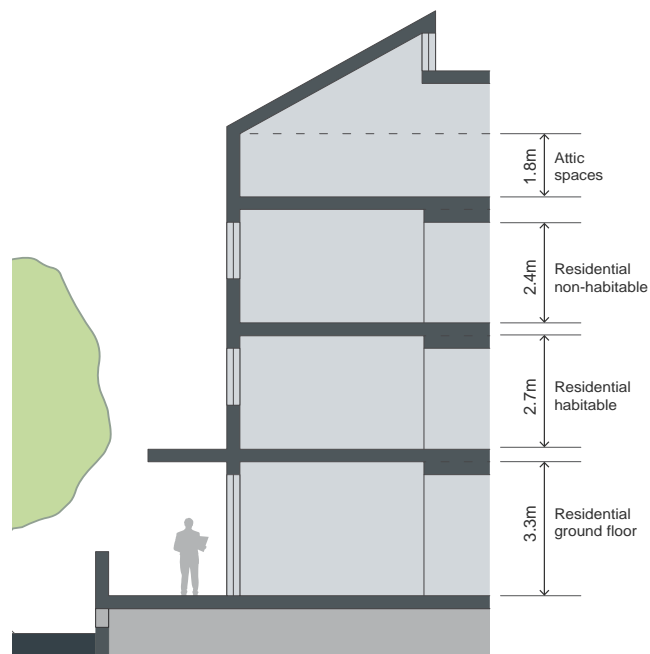 1.8m
Attic
spaces
2.4m
Residential
non-habitable
2.7m
Residential
habitable
3.3m
Residential
ground floor